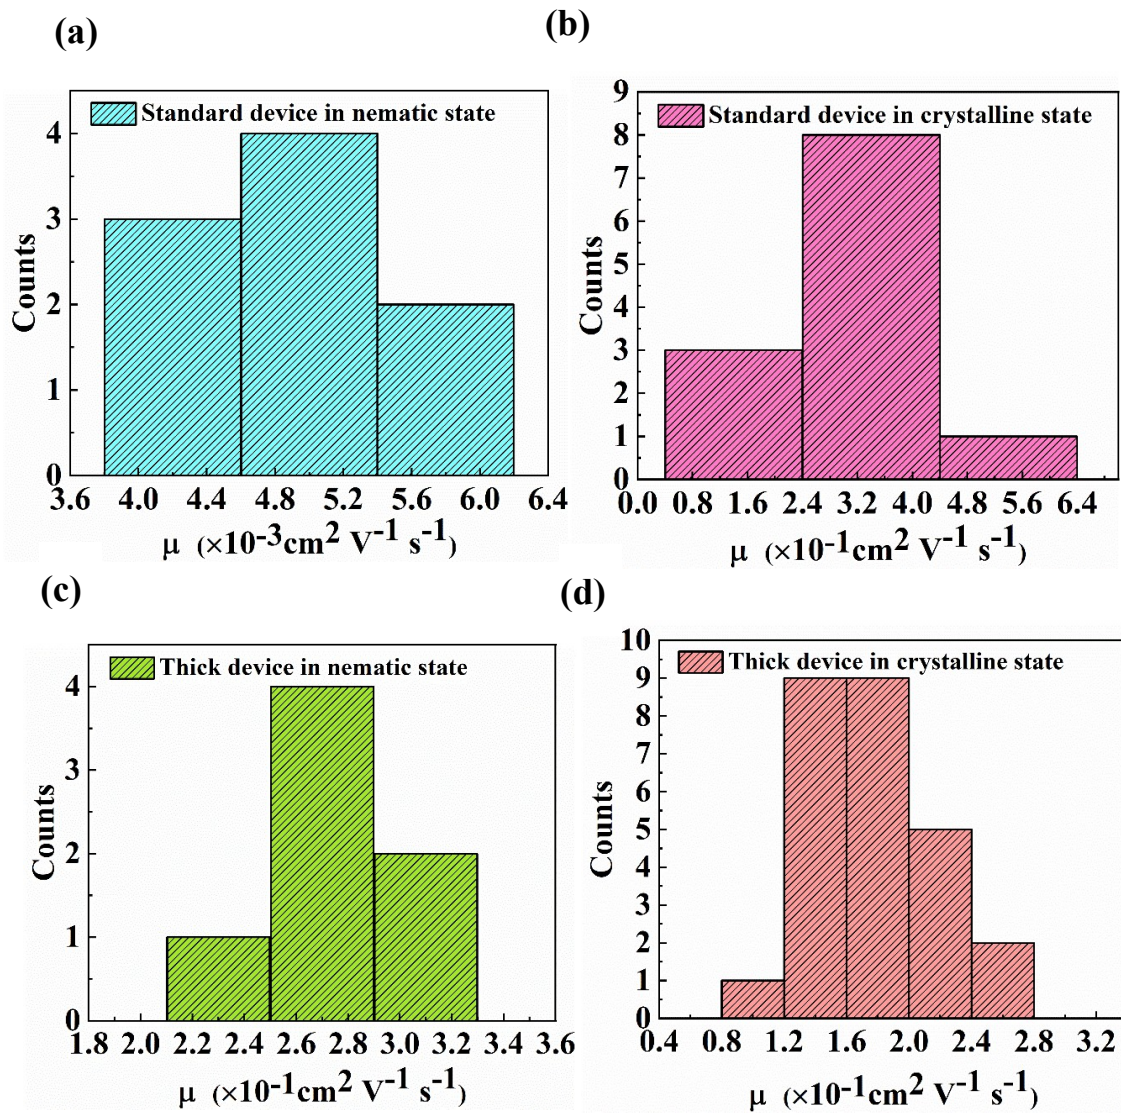 (a)
Standard device in nematic state
Counts
4
3
2
1
0
3.6 4.0 4.4 4.8 5.2 5.6 6.0 6.4
μ (×10-3cm2 V-1 s-1)
(b)
Standard device in crystalline state
Counts
9
8
7
6
5
4
3
2
1
0
0.0 0.8 1.6 2.4 3.2 4.0 4.8 5.6 6.4
μ (×10-1cm2 V-1 s-1)
(c)
Thick device in nematic state
Counts
4
3
2
1
0
1.8 2.0 2.2 2.4 2.6 2.8 3.0 3.2 3.4 3.6
μ (×10-1cm2 V-1 s-1)
(d)
Thick device in crystalline state
Counts
10
9
8
7
6
5
4
3
2
1
0
0.4 0.8 1.2 1.6 2.0 2.4 2.8 3.2
μ (×10-1cm2 V-1 s-1)